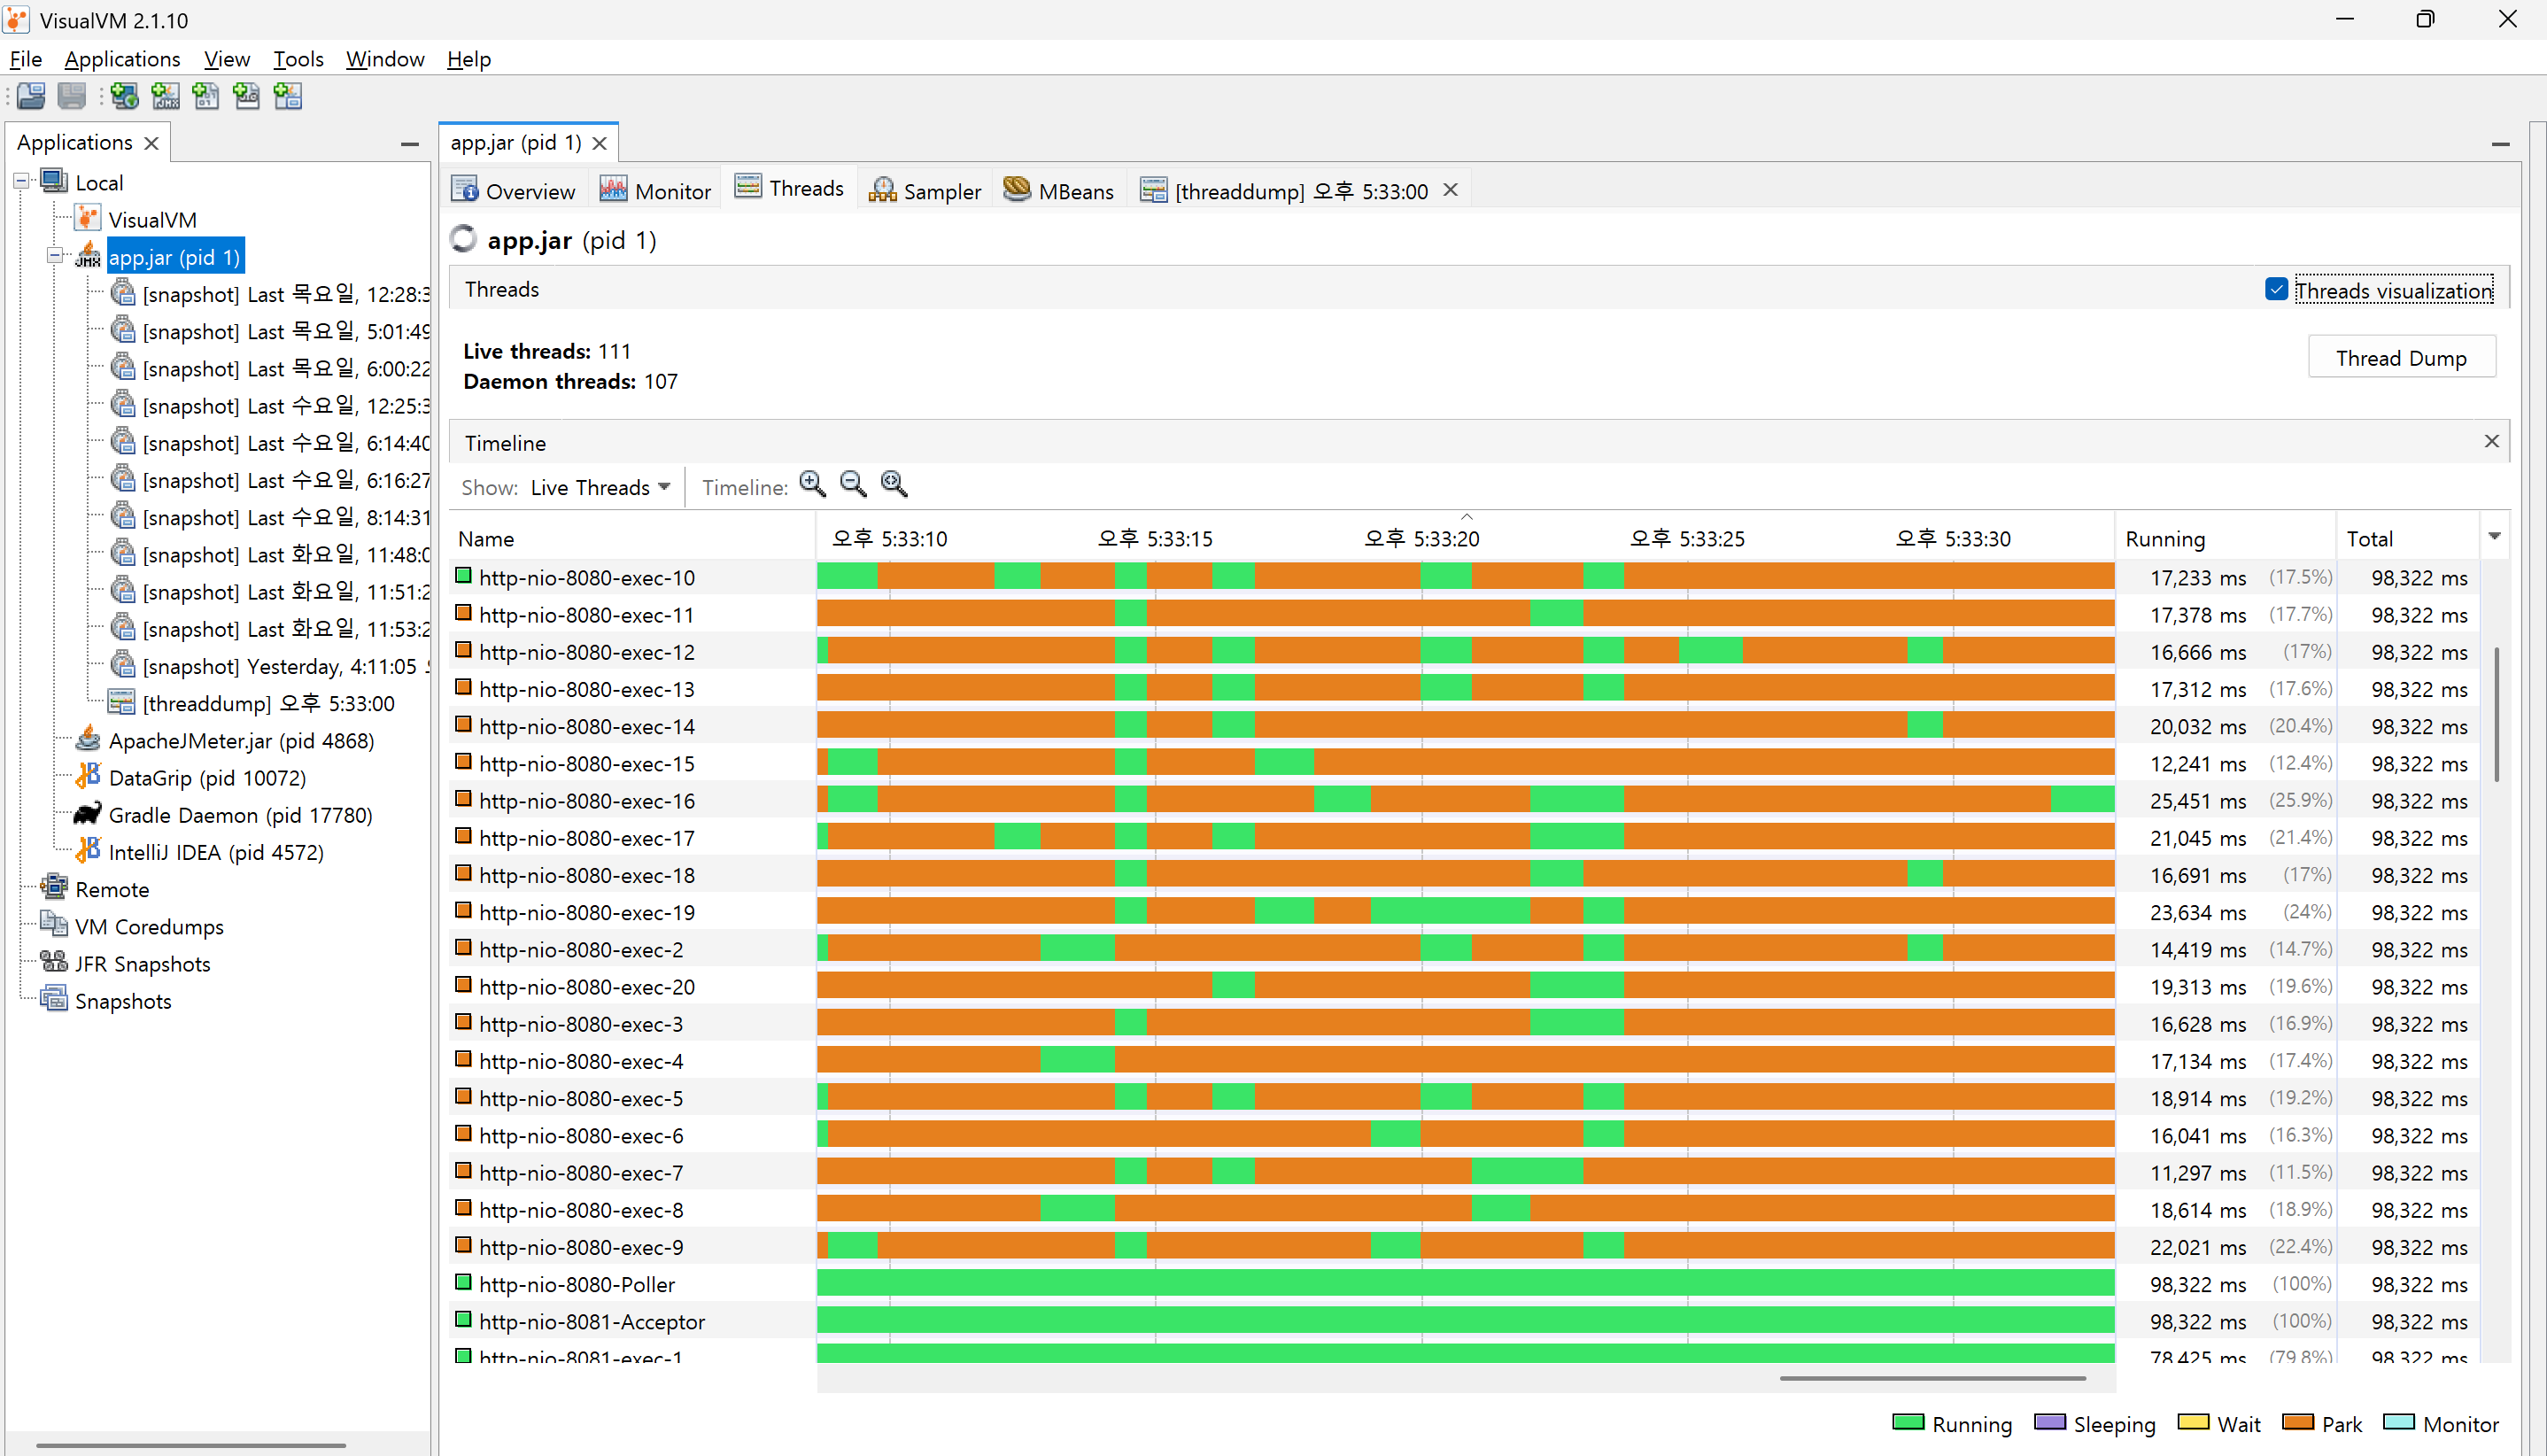 VisualVM 2.1.10
File Applications View Tools Window Help
Applications
Local
VisualVM
app.jar (pid 1)
[snapshot] Last 목요일, 12:28:3
[snapshot] Last 목요일, 5:01:49
[snapshot] Last 목요일, 6:00:22
[snapshot] Last 수요일, 12:25:3
[snapshot] Last 수요일, 6:14:40
[snapshot] Last 수요일, 6:16:27
[snapshot] Last 수요일, 8:14:31
[snapshot] Last 화요일, 11:48:0
[snapshot] Last 화요일, 11:51:2
[snapshot] Last 화요일, 11:53:2
[snapshot] Yesterday, 4:11:05
[threaddump] 오후 5:33:00
ApacheJMeter.jar (pid 4868)
DataGrip (pid 10072)
Gradle Daemon (pid 17780)
IntelliJ IDEA (pid 4572)
Remote
VM Coredumps
JFR Snapshots
Snapshots
app.jar (pid 1)
Overview Monitor Threads Sampler MBeans [threaddump] 오후 5:33:00
app.jar (pid 1)
Threads Threads visualization
Live threads: 111
Daemon threads: 107
Thread Dump
Timeline
Show: Live Threads Timeline:
Name 오후 5:33:10 오후 5:33:15 오후 5:33:20 오후 5:33:25 오후 5:33:30 Running Total
http-nio-8080-exec-10 17,233 ms (17.5%) 98,322 ms
http-nio-8080-exec-11 17,378 ms (17.7%) 98,322 ms
http-nio-8080-exec-12 16,666 ms (17%) 98,322 ms
http-nio-8080-exec-13 17,312 ms (17.6%) 98,322 ms
http-nio-8080-exec-14 20,032 ms (20.4%) 98,322 ms
http-nio-8080-exec-15 12,241 ms (12.4%) 98,322 ms
http-nio-8080-exec-16 25,451 ms (25.9%) 98,322 ms
http-nio-8080-exec-17 21,045 ms (21.4%) 98,322 ms
http-nio-8080-exec-18 16,691 ms (17%) 98,322 ms
http-nio-8080-exec-19 23,634 ms (24%) 98,322 ms
http-nio-8080-exec-2 14,419 ms (14.7%) 98,322 ms
http-nio-8080-exec-20 19,313 ms (19.6%) 98,322 ms
http-nio-8080-exec-3 16,628 ms (16.9%) 98,322 ms
http-nio-8080-exec-4 17,134 ms (17.4%) 98,322 ms
http-nio-8080-exec-5 18,914 ms (19.2%) 98,322 ms
http-nio-8080-exec-6 16,041 ms (16.3%) 98,322 ms
http-nio-8080-exec-7 11,297 ms (11.5%) 98,322 ms
http-nio-8080-exec-8 18,614 ms (18.9%) 98,322 ms
http-nio-8080-exec-9 22,021 ms (22.4%) 98,322 ms
http-nio-8080-Poller 98,322 ms (100%) 98,322 ms
http-nio-8081-Acceptor 98,322 ms (100%) 98,322 ms
http-nio-8081-exec-1 78,425 ms (79.8%) 98,322 ms
Running Sleeping Wait Park Monitor